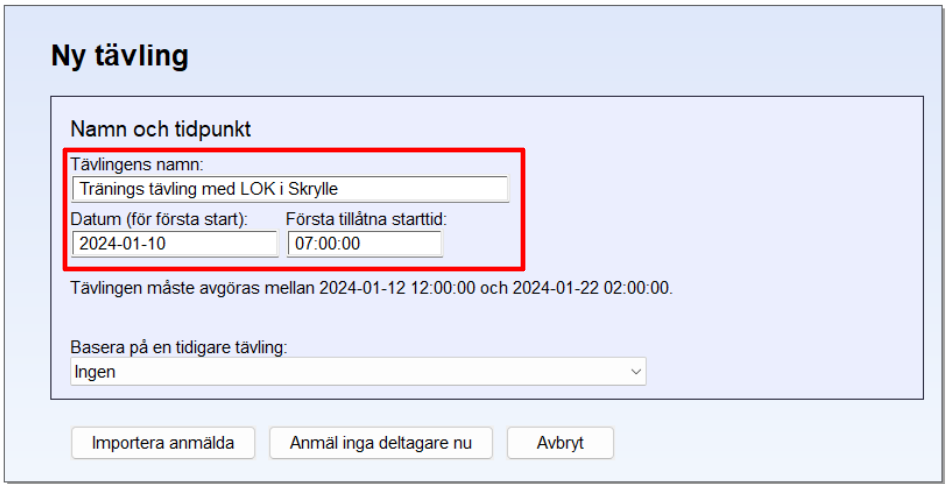 Ny tävling
Namn och tidpunkt
Tävlingens namn:
Tränings tävling med LOK i Skrylle
Datum (för första start): Första tillåtna starttid:
2024-01-10 07:00:00
Tävlingen måste avgöras mellan 2024-01-12 12:00:00 och 2024-01-22 02:00:00.
Basera på en tidigare tävling:
Ingen
Importera anmälda Anmäl inga deltagare nu Avbryt